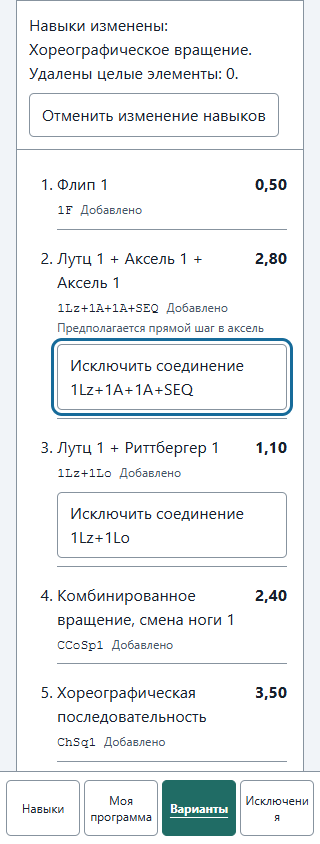 Навыки изменены:
Хореографическое вращение.
Удалены целые элементы: 0.
Отменить изменение навыков
1. Флип 1 0,50
1F Добавлено
2. Лутц 1 + Аксель 1 + 2,80
Аксель 1
1Lz+1A+1A+SEQ Добавлено
Предполагается прямой шаг в аксель
Исключить соединение
1Lz+1A+1A+SEQ
3. Лутц 1 + Риттбергер 1 1,10
1Lz+1Lo Добавлено
Исключить соединение
1Lz+1Lo
4. Комбинированное 2,40
вращение, смена ноги 1
CCoSp1 Добавлено
5. Хореографическая 3,50
последовательность
ChSq1 Добавлено
Навыки
Моя
программа
Варианты
Исключени
я